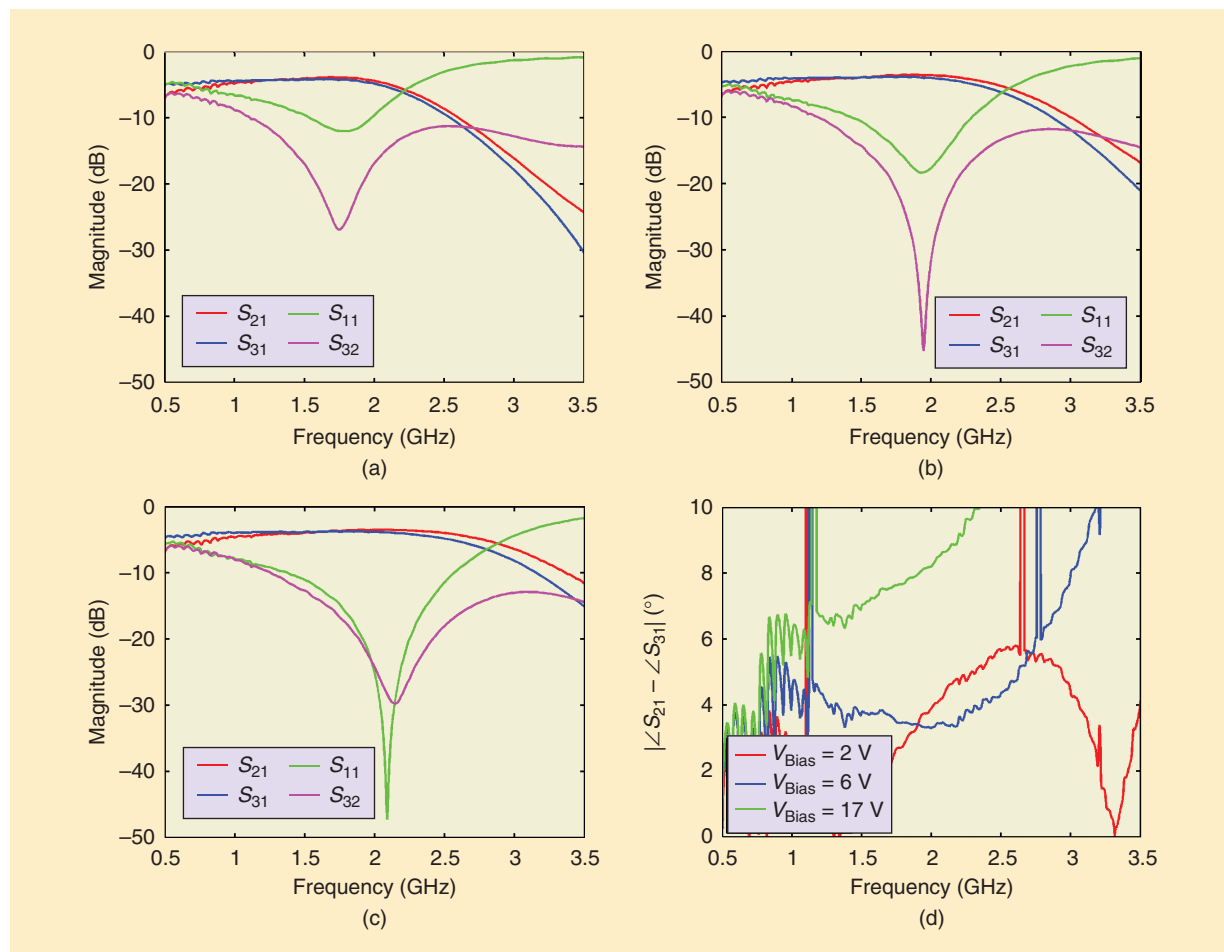 0
−10
−20
−30
−40
−50
Magnitude (dB)
S21 S11
S31 S32
0.5 1 1.5 2 2.5 3 3.5
Frequency (GHz)
(a)
0
−10
−20
−30
−40
−50
Magnitude (dB)
S21 S11
S31 S32
0.5 1 1.5 2 2.5 3 3.5
Frequency (GHz)
(b)
0
−10
−20
−30
−40
−50
Magnitude (dB)
S21 S11
S31 S32
0.5 1 1.5 2 2.5 3 3.5
Frequency (GHz)
(c)
10
8
6
4
2
0
|∠S21 − ∠S31| (°)
VBias = 2 V
VBias = 6 V
VBias = 17 V
0.5 1 1.5 2 2.5 3 3.5
Frequency (GHz)
(d)